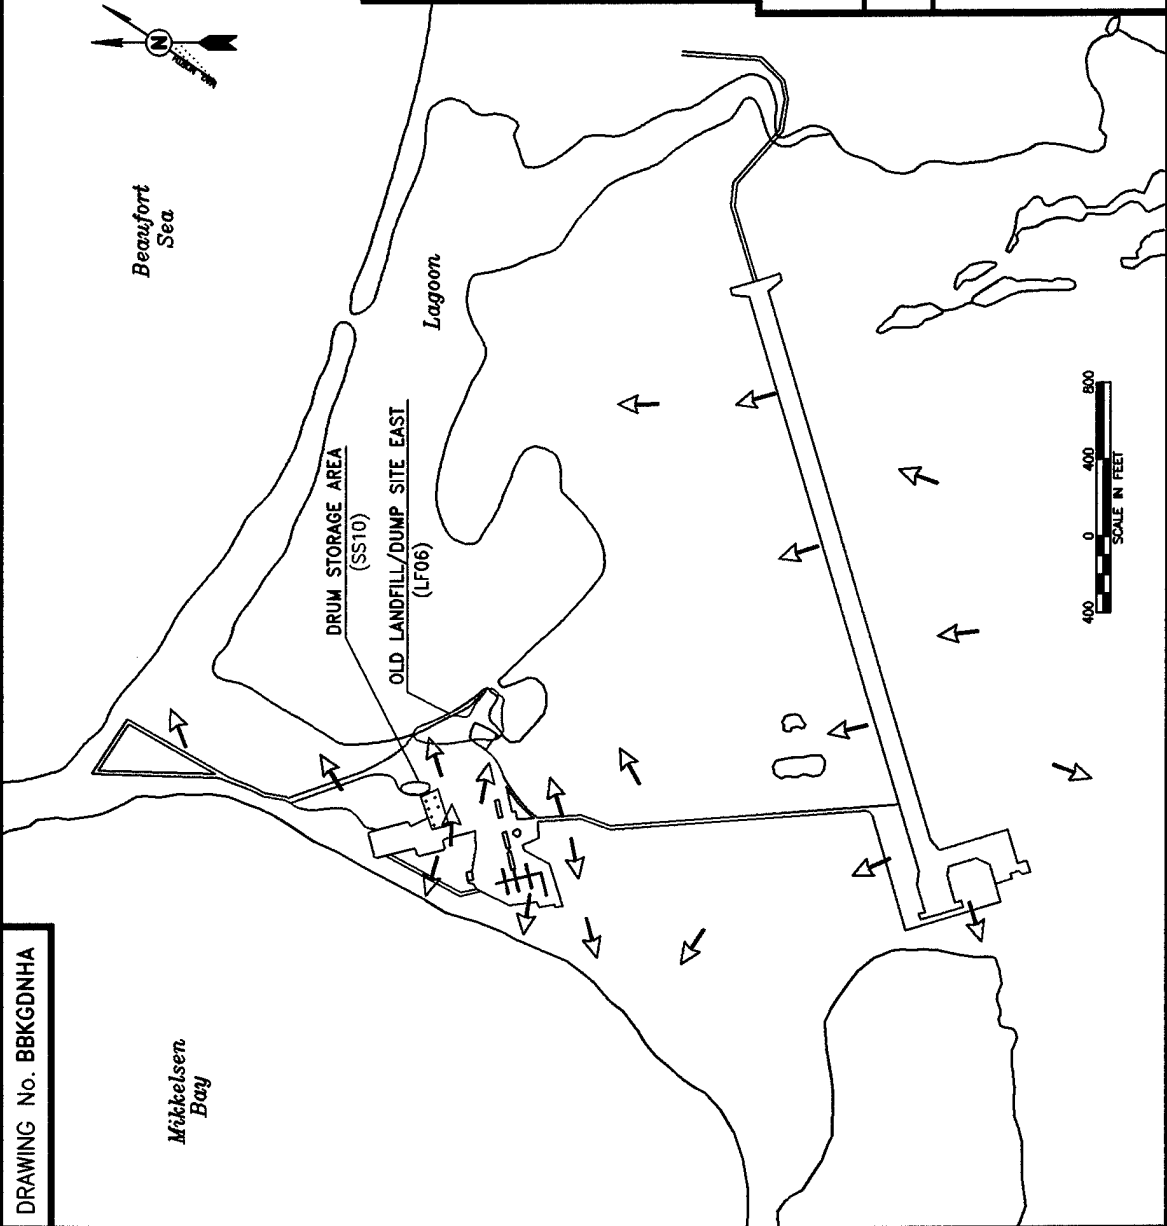 DRAWING No. BBKGDNHA
Mikkelsen
Bay
Beaufort
Sea
N
Lagoon
DRUM STORAGE AREA
(SS10)
OLD LANDFILL/DUMP SITE EAST
(LF06)
400
0
400
800
SCALE IN FEET